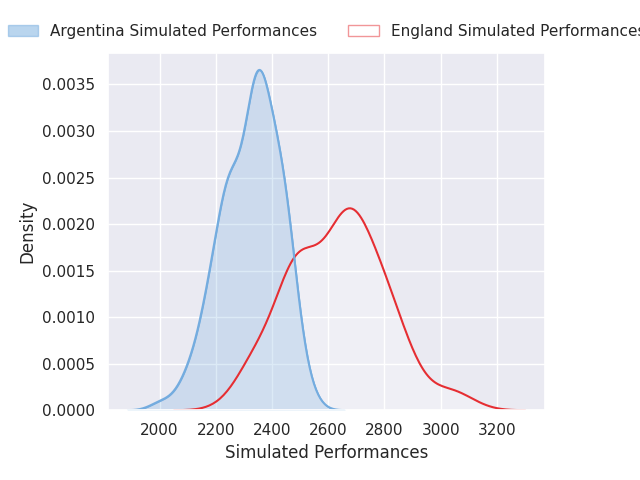 Argentina Simulated Performances
England Simulated Performances
0.0035
0.0030
0.0025
0.0020
0.0015
0.0010
0.0005
0.0000
Density
2000 2200 2400 2600 2800 3000 3200
Simulated Performances